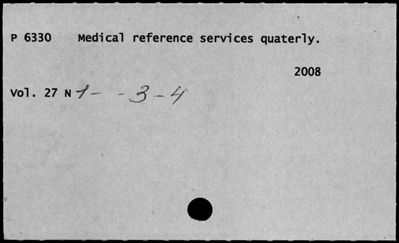 P 6330 Medical reference services quaterly.
2008
Vol. 27 N 1- - 3 - 4